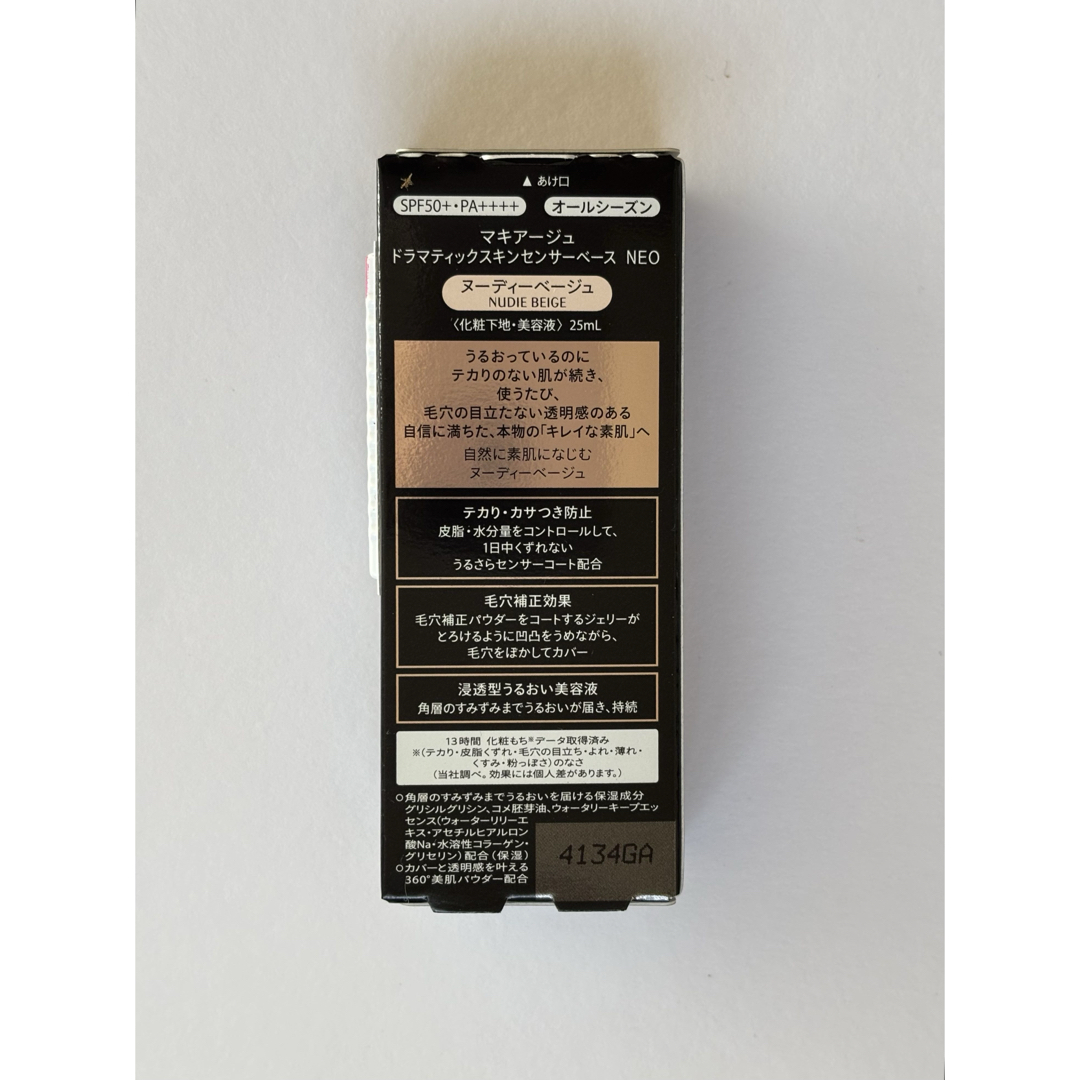 ▲ あけ口
SPF50+・PA++++ オールシーズン
マキアージュ
ドラマティックスキンセンサーベース NEO
ヌーディーベージュ
NUDIE BEIGE
〈化粧下地・美容液〉 25mL
うるおっているのに
テカりのない肌が続き、
使うたび、
毛穴の目立たない透明感のある
自信に満ちた、本物の「キレイな素肌」へ
自然に素肌になじむ
ヌーディーベージュ
テカり・カサつき防止
皮脂・水分量をコントロールして、
1日中くずれない
うるさらセンサーコート配合
毛穴補正効果
毛穴補正パウダーをコートするジェリーが
とろけるように凹凸をうめながら、
毛穴をぼかしてカバー
浸透型うるおい美容液
角層のすみずみまでうるおいが届き、持続
13時間 化粧もち※データ取得済み
※(テカり・皮脂くずれ・毛穴の目立ち・よれ・薄れ・
くすみ・粉っぽさ)のなさ
(当社調べ。効果には個人差があります。)
○角層のすみずみまでうるおいを届ける保湿成分
グリシルグリシン、コメ胚芽油、ウォータリーキープエッ
センス(ウォーターリリーエ
キス・アセチルヒアルロン
酸Na・水溶性コラーゲン・
グリセリン)配合(保湿)
○カバーと透明感を叶える
360°美肌パウダー配合
4134GA